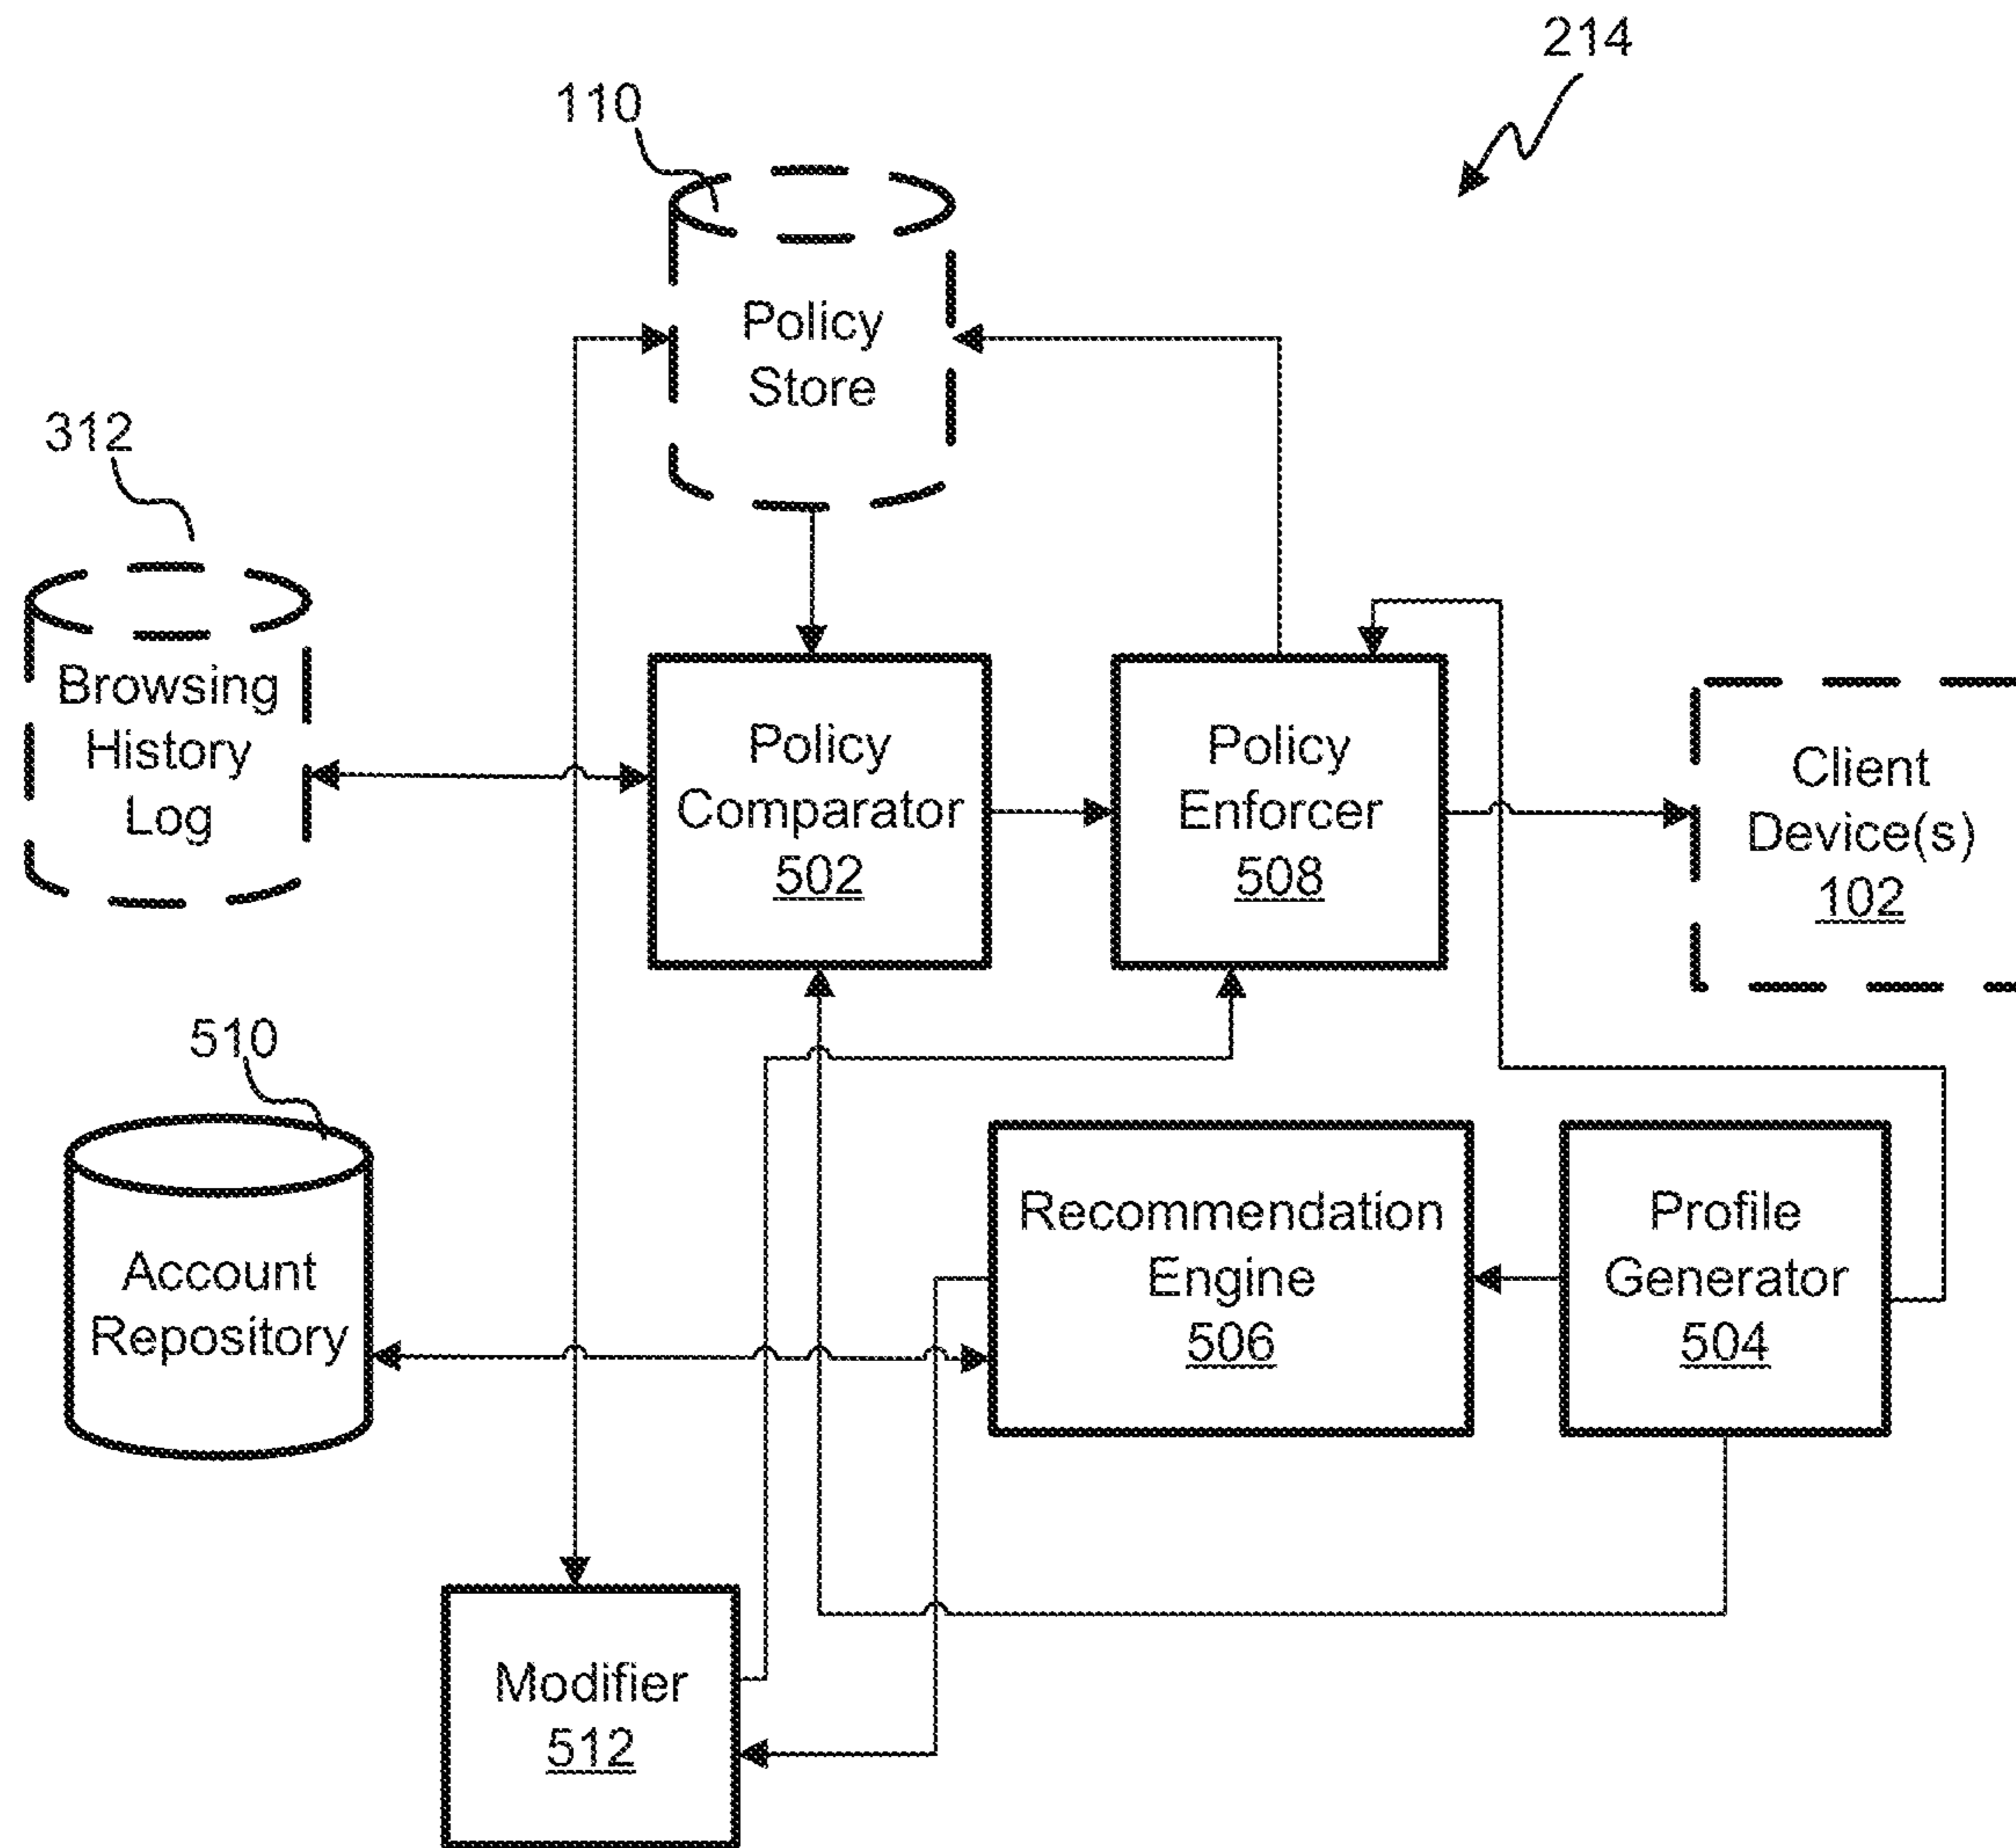 214
110
Policy
Store
312
Browsing
History
Log
Policy
Comparator
502
Policy
Enforcer
508
Client
Device(s)
102
510
Account
Repository
Recommendation
Engine
506
Profile
Generator
504
Modifier
512